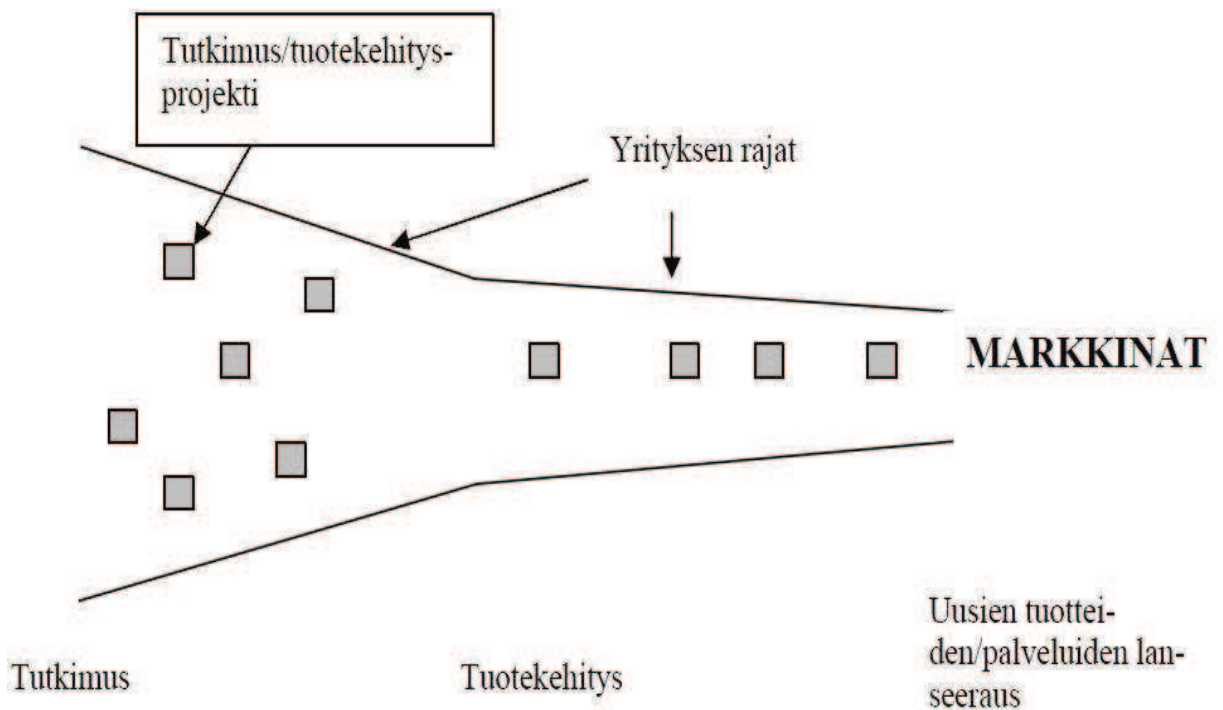 Tutkimus/tuotekehitys-
projekti
Yrityksen rajat
MARKKINAT
Tutkimus
Tuotekehitys
Uusien tuottei-
den/palveluiden lan-
seeraus